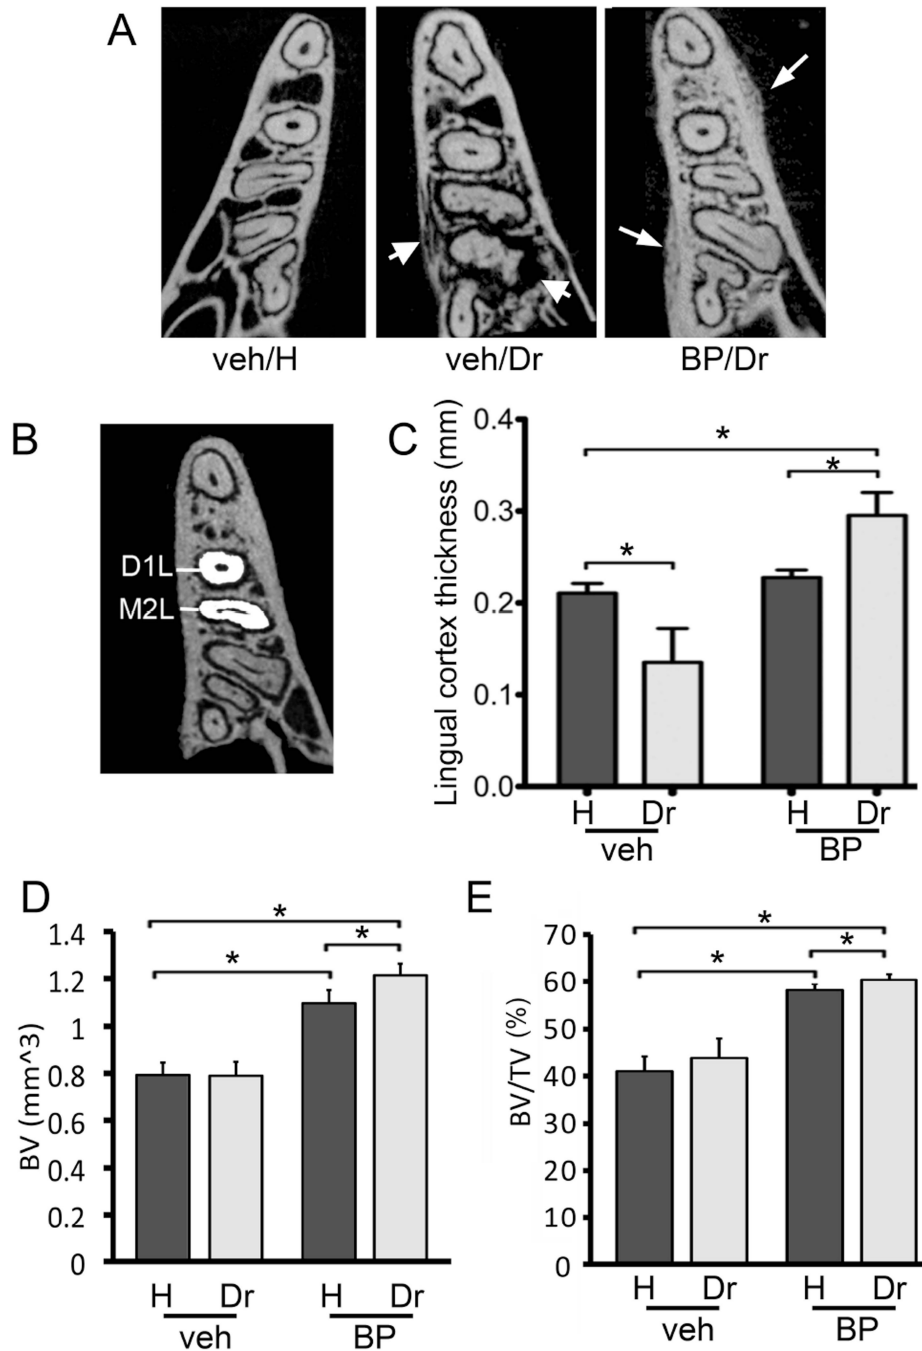 A
veh/H
veh/Dr
BP/Dr
B
D1L
M2L
C
Lingual cortex thickness (mm)
0.4
0.3
0.2
0.1
0.0
*
*
*
H
Dr
H
Dr
veh
BP
D
BV (mm^3)
1.4
1.2
1
0.8
0.6
0.4
0.2
0
*
*
*
H
Dr
H
Dr
veh
BP
E
BV/TV (%)
70
60
50
40
30
20
10
0
*
*
*
H
Dr
H
Dr
veh
BP